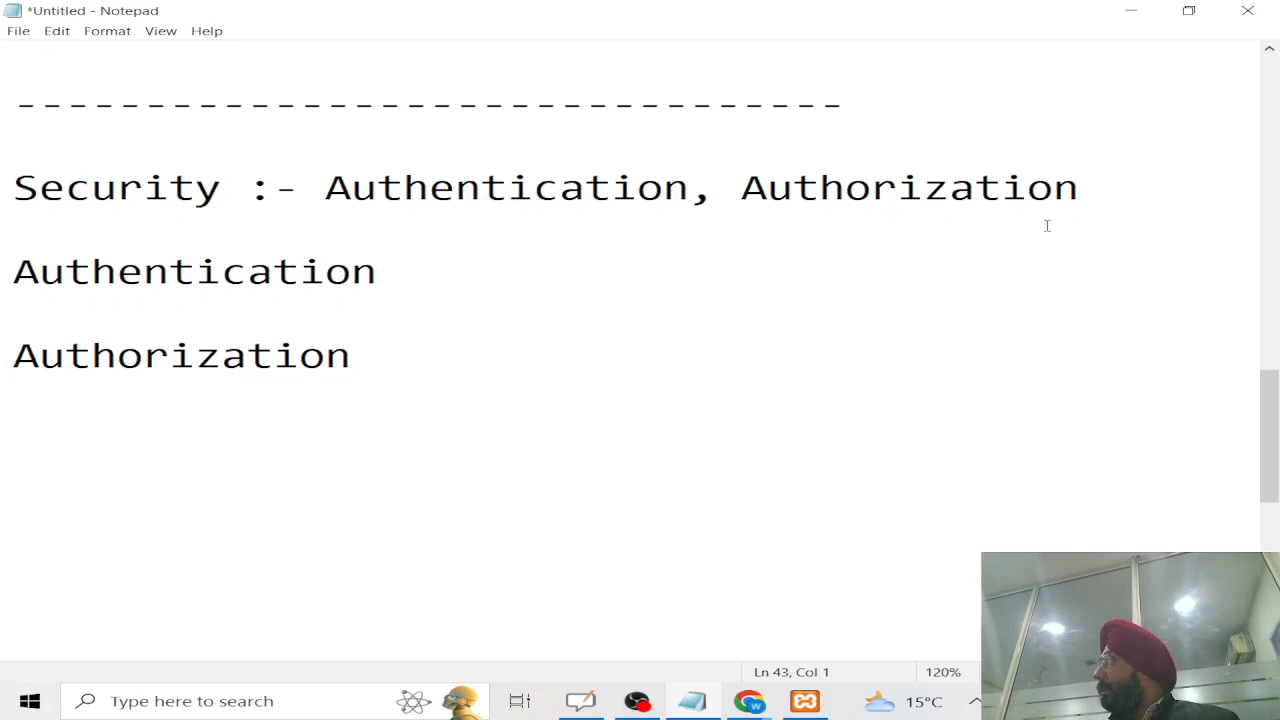 *Untitled - Notepad
File Edit Format View Help
--------------------------------
Security :- Authentication, Authorization
Authentication
Authorization
Ln 43, Col 1
120%
Type here to search
15°C